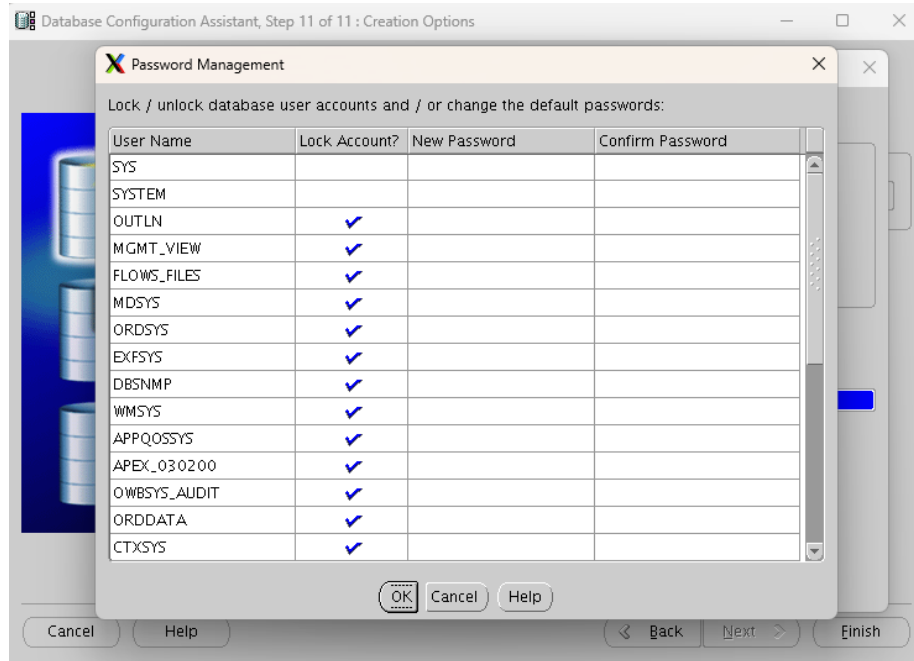 Database Configuration Assistant, Step 11 of 11 : Creation Options
Password Management
Lock / unlock database user accounts and / or change the default passwords:
User Name Lock Account? New Password Confirm Password
SYS
SYSTEM
OUTLN
MGMT_VIEW
FLOWS_FILES
MDSYS
ORDSYS
EXFSYS
DBSNMP
WMSYS
APPQOSSYS
APEX_030200
OWBSYS_AUDIT
ORDDATA
CTXSYS
OK Cancel Help
Cancel Help Back Next Finish